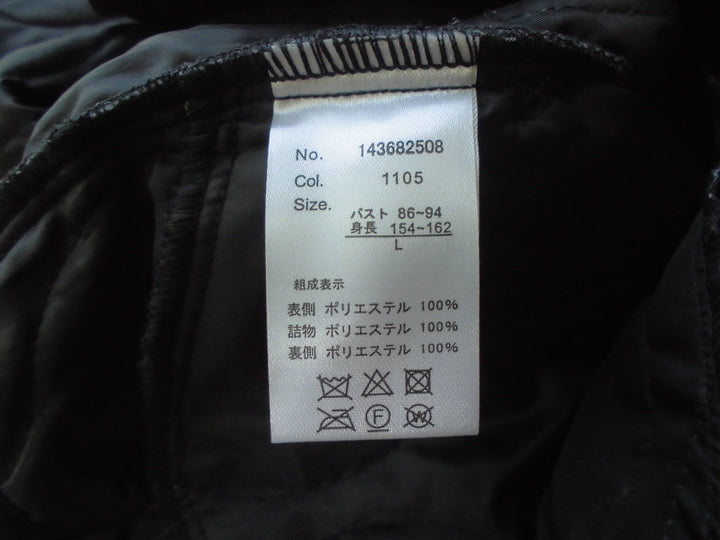 No. 143682508
Col. 1105
Size.
バスト 86~94
身長 154~162
L
組成表示
表側 ポリエステル 100%
詰物 ポリエステル 100%
裏側 ポリエステル 100%
F W